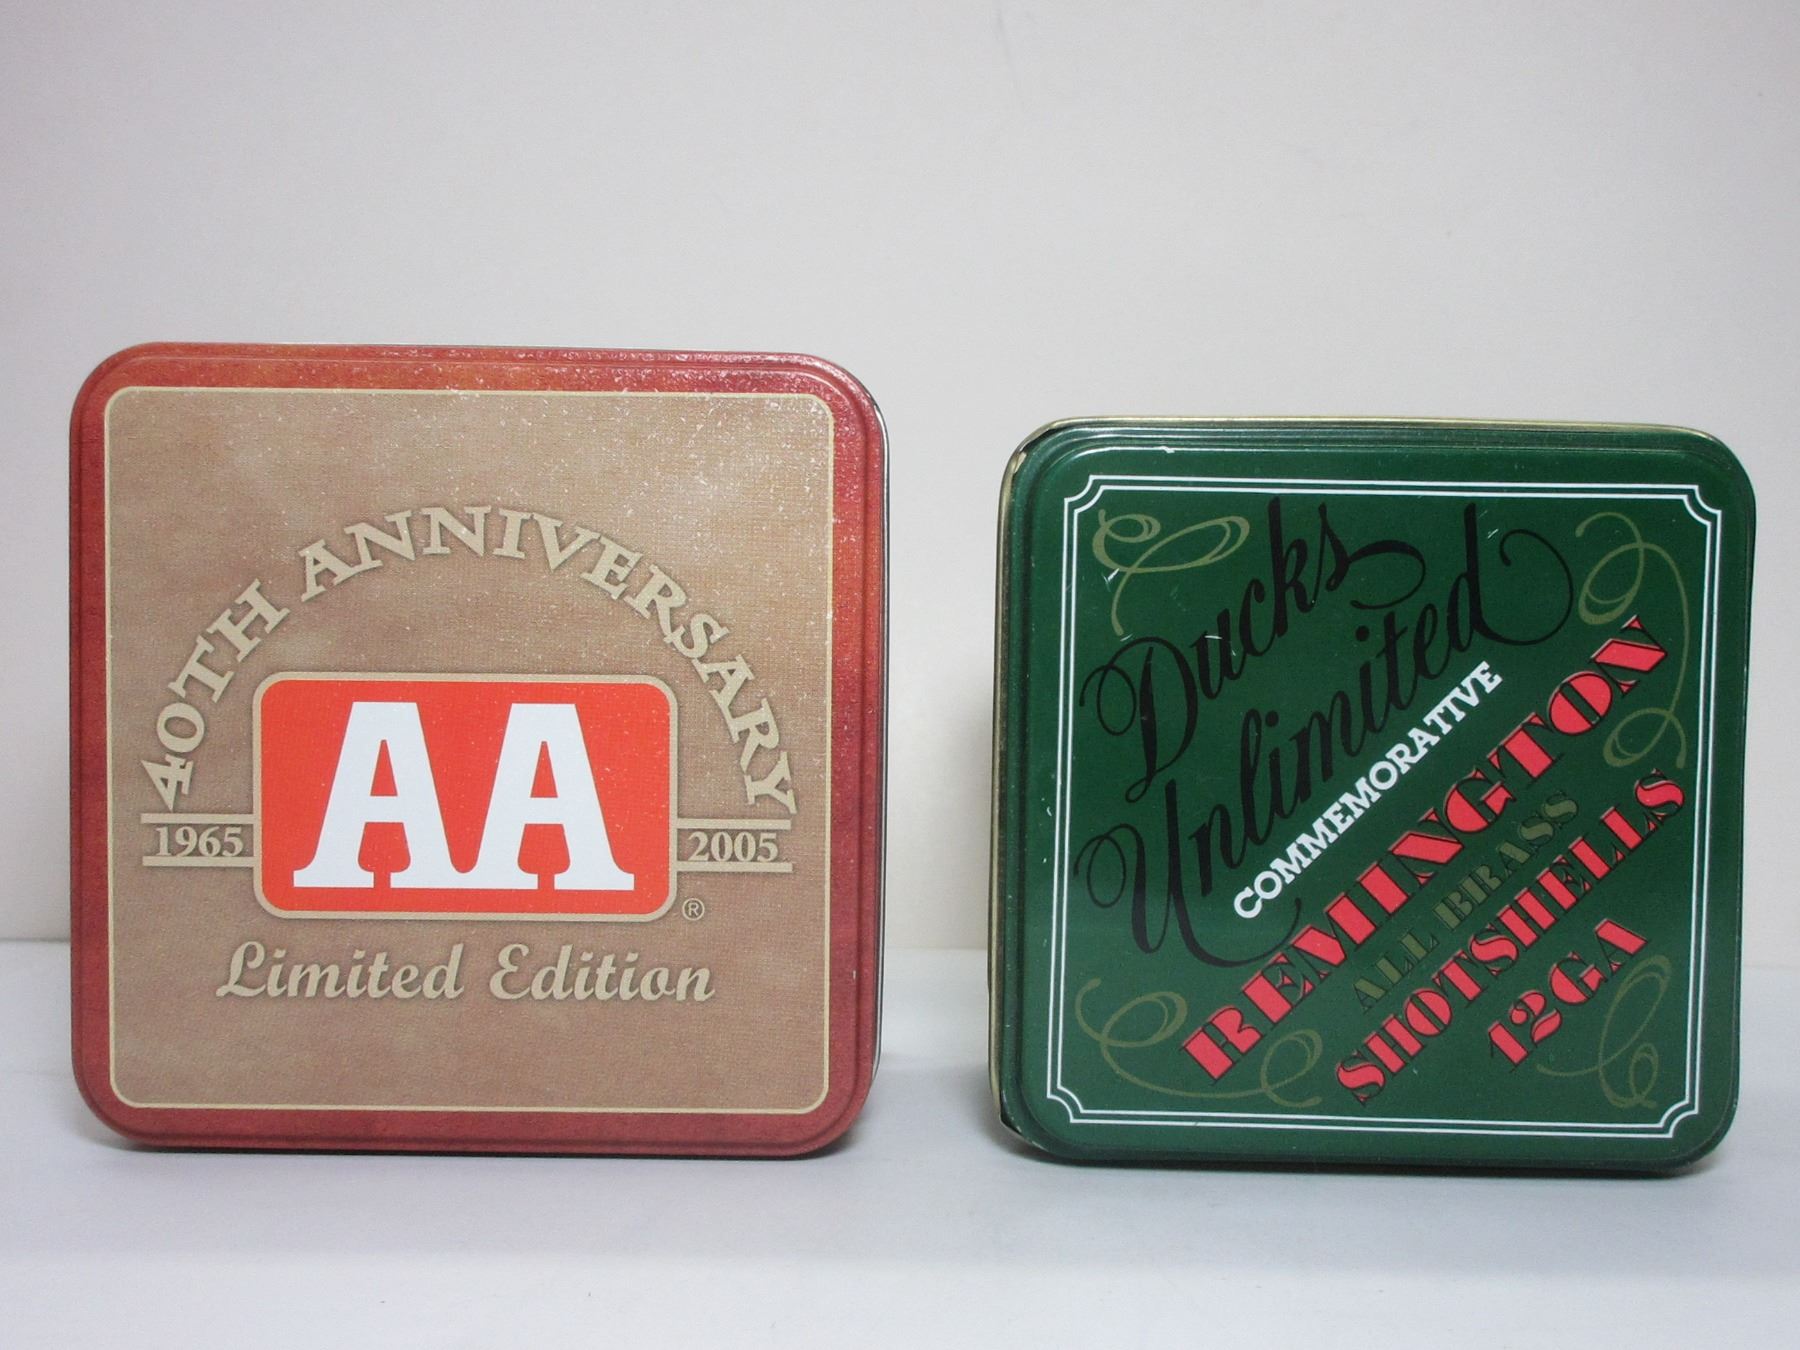 40TH ANNIVERSARY
1965
AA
2005
®
Limited Edition
Ducks
Unlimited
COMMEMORATIVE
REMINGTON
ALL BRASS
SHOTSHELLS
12GA